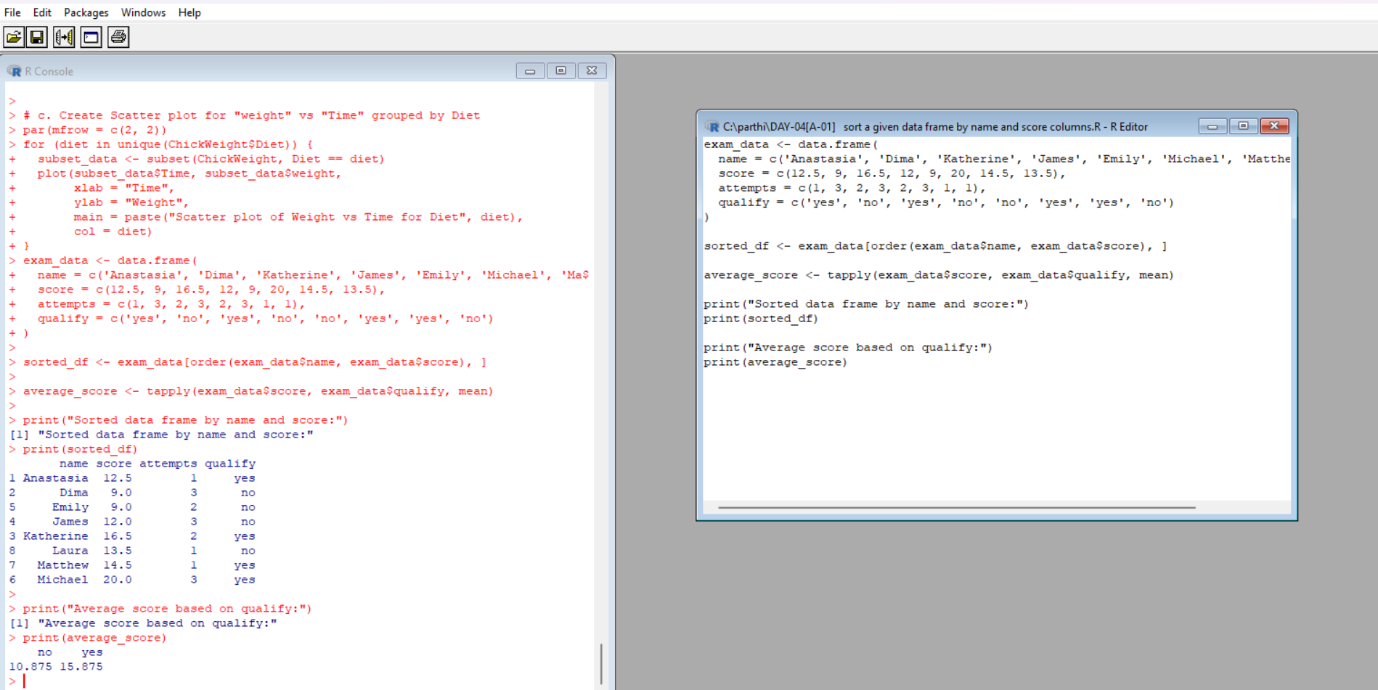 File Edit Packages Windows Help
R Console
>
> # c. Create Scatter plot for "weight" vs "Time" grouped by Diet
> par(mfrow = c(2, 2))
> for (diet in unique(ChickWeight$Diet)) {
+   subset_data <- subset(ChickWeight, Diet == diet)
+   plot(subset_data$Time, subset_data$weight,
+        xlab = "Time",
+        ylab = "Weight",
+        main = paste("Scatter plot of Weight vs Time for Diet", diet),
+        col = diet)
+ }
> exam_data <- data.frame(
+   name = c('Anastasia', 'Dima', 'Katherine', 'James', 'Emily', 'Michael', 'Ma$
+   score = c(12.5, 9, 16.5, 12, 9, 20, 14.5, 13.5),
+   attempts = c(1, 3, 2, 3, 2, 3, 1, 1),
+   qualify = c('yes', 'no', 'yes', 'no', 'no', 'yes', 'yes', 'no')
+ )
>
> sorted_df <- exam_data[order(exam_data$name, exam_data$score), ]
>
> average_score <- tapply(exam_data$score, exam_data$qualify, mean)
>
> print("Sorted data frame by name and score:")
[1] "Sorted data frame by name and score:"
> print(sorted_df)
       name score attempts qualify
1 Anastasia  12.5        1     yes
2      Dima   9.0        3      no
5     Emily   9.0        2      no
4     James  12.0        3      no
3 Katherine  16.5        2     yes
8     Laura  13.5        1      no
7   Matthew  14.5        1     yes
6   Michael  20.0        3     yes
>
> print("Average score based on qualify:")
[1] "Average score based on qualify:"
> print(average_score)
    no    yes
10.875 15.875
>
C:\parthi\DAY-04[A-01]   sort a given data frame by name and score columns.R - R Editor
exam_data <- data.frame(
  name = c('Anastasia', 'Dima', 'Katherine', 'James', 'Emily', 'Michael', 'Matthe
  score = c(12.5, 9, 16.5, 12, 9, 20, 14.5, 13.5),
  attempts = c(1, 3, 2, 3, 2, 3, 1, 1),
  qualify = c('yes', 'no', 'yes', 'no', 'no', 'yes', 'yes', 'no')
)
sorted_df <- exam_data[order(exam_data$name, exam_data$score), ]
average_score <- tapply(exam_data$score, exam_data$qualify, mean)
print("Sorted data frame by name and score:")
print(sorted_df)
print("Average score based on qualify:")
print(average_score)